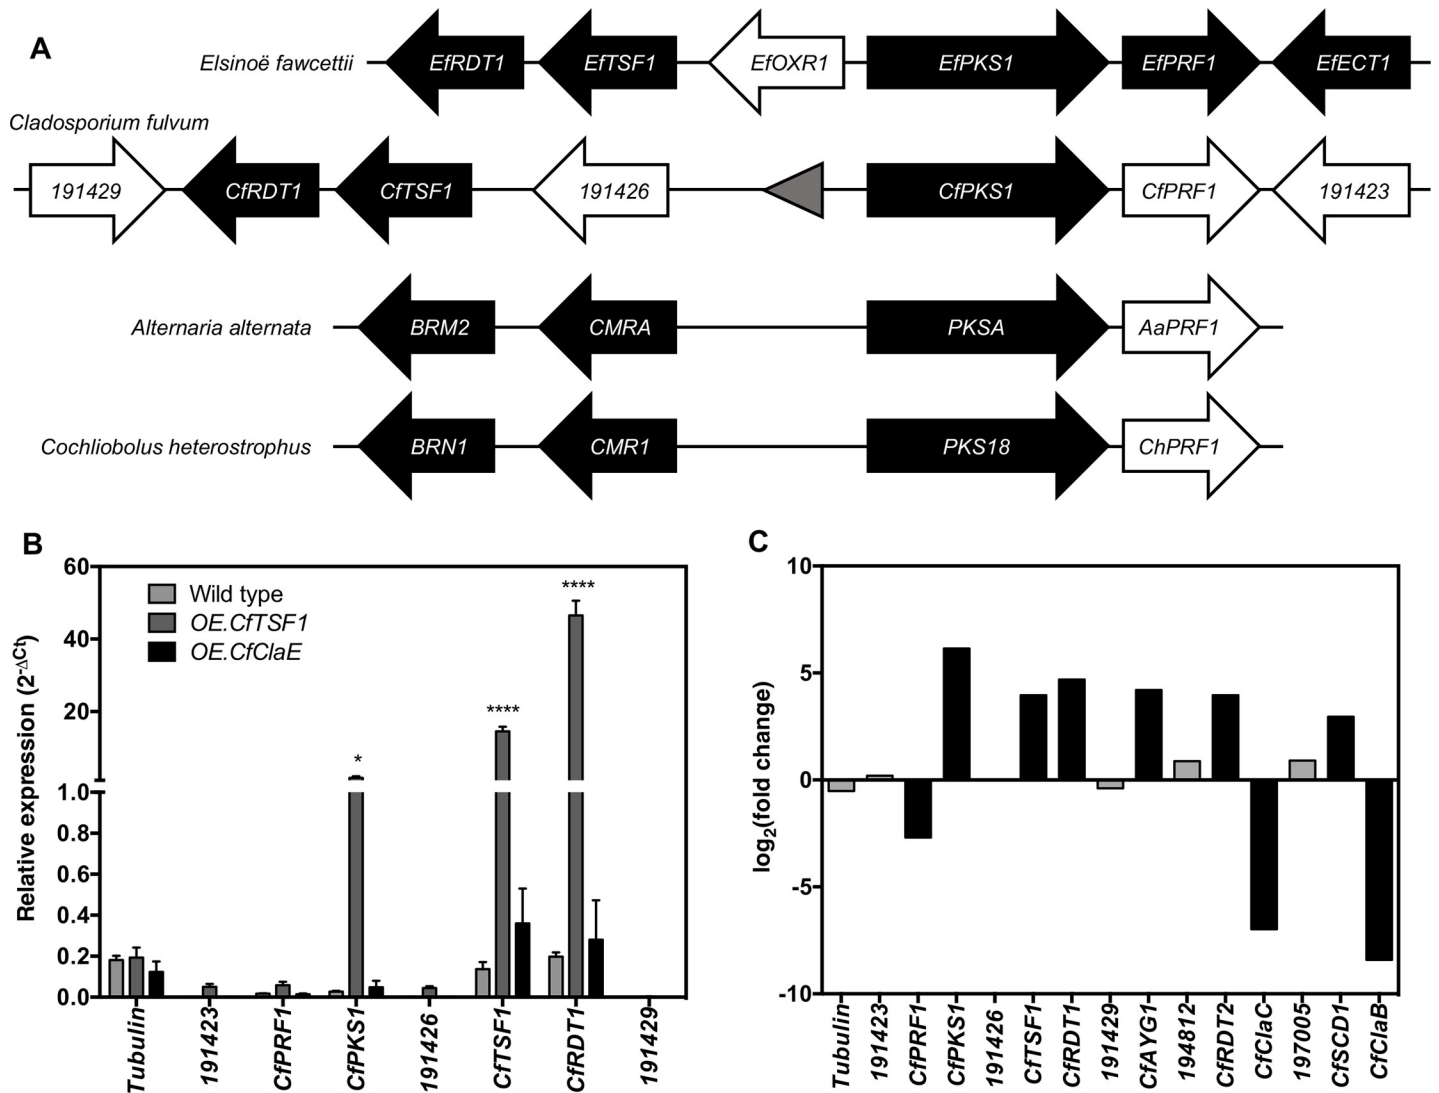 A
Elsinoë fawcettii
EfRDT1 EfTSF1 EfOXR1 EfPKS1 EfPRF1 EfECT1
Cladosporium fulvum
191429 CfRDT1 CfTSF1 191426 CfPKS1 CfPRF1 191423
Alternaria alternata
BRM2 CMRA PKSA AaPRF1
Cochliobolus heterostrophus
BRN1 CMR1 PKS18 ChPRF1
B
Relative expression (2^-ΔCt)
60
40
20
1.0
0.8
0.6
0.4
0.2
0.0
Wild type
OE.CfTSF1
OE.CfClaE
*
****
****
Tubulin
191423
CfPRF1
CfPKS1
191426
CfTSF1
CfRDT1
191429
C
log₂(fold change)
10
5
0
-5
-10
Tubulin
191423
CfPRF1
CfPKS1
191426
CfTSF1
CfRDT1
191429
CfAYG1
194812
CfRDT2
CfClaC
197005
CfSCD1
CfClaB